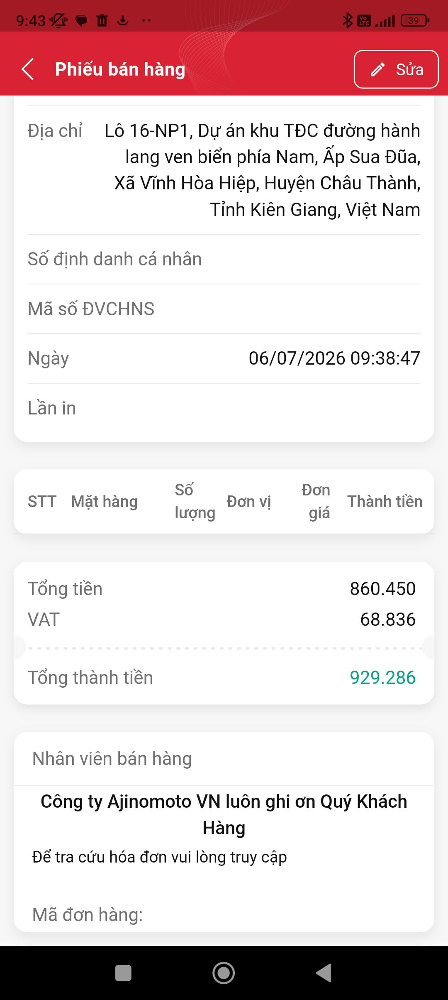 9:43
Vo LTE
39
Phiếu bán hàng
Sửa
Địa chỉ Lô 16-NP1, Dự án khu TĐC đường hành
lang ven biển phía Nam, Ấp Sua Đũa,
Xã Vĩnh Hòa Hiệp, Huyện Châu Thành,
Tỉnh Kiên Giang, Việt Nam
Số định danh cá nhân
Mã số ĐVCHNS
Ngày 06/07/2026 09:38:47
Lần in
STT Mặt hàng Số lượng Đơn vị Đơn giá Thành tiền
Tổng tiền 860.450
VAT 68.836
Tổng thành tiền 929.286
Nhân viên bán hàng
Công ty Ajinomoto VN luôn ghi ơn Quý Khách
Hàng
Để tra cứu hóa đơn vui lòng truy cập
Mã đơn hàng: